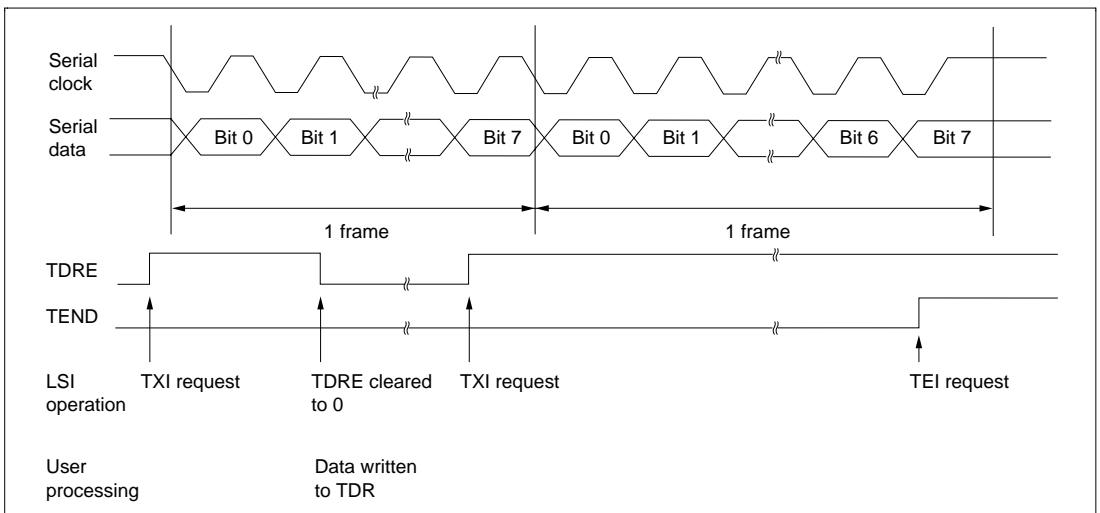 Serial
clock
Serial
data
Bit 0
Bit 1
Bit 7
Bit 0
Bit 1
Bit 6
Bit 7
1 frame
1 frame
TDRE
TEND
LSI
operation
TXI request
TDRE cleared
to 0
TXI request
TEI request
User
processing
Data written
to TDR